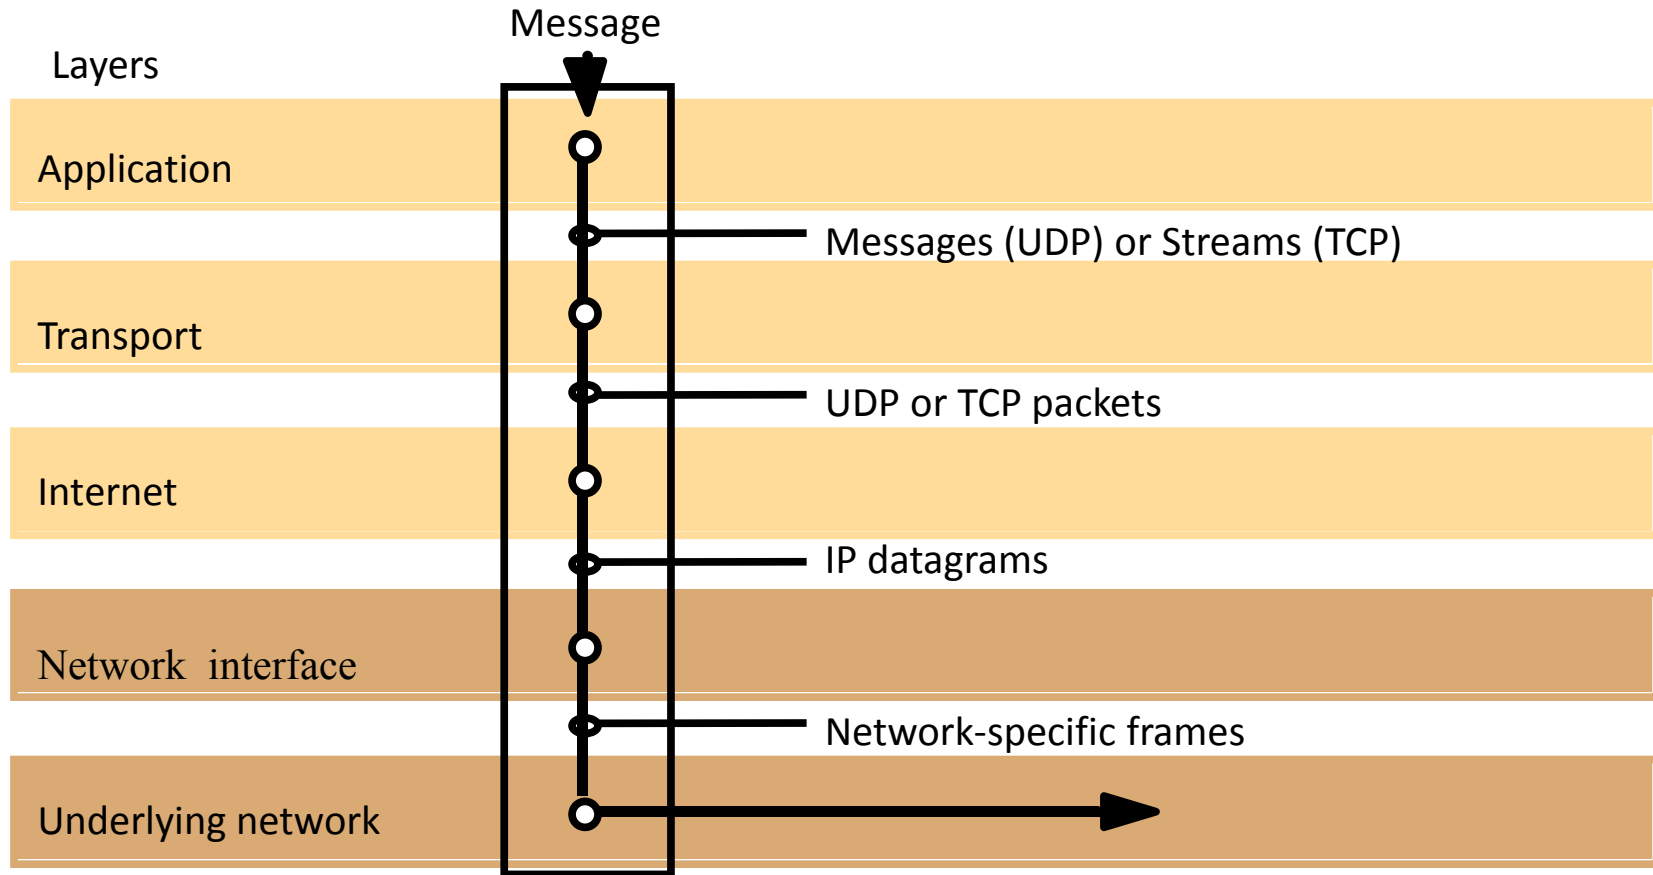 Message
Layers
Application
Messages (UDP) or Streams (TCP)
Transport
UDP or TCP packets
Internet
IP datagrams
Network interface
Network-specific frames
Underlying network